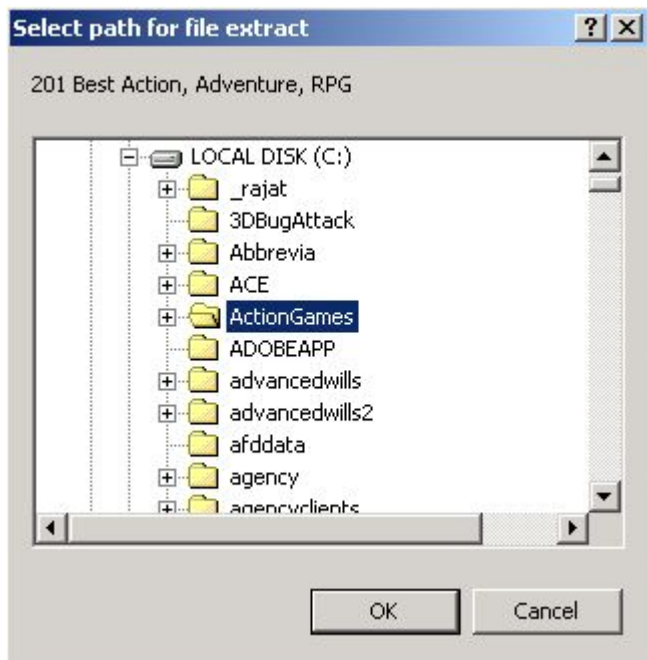 Select path for file extract
201 Best Action, Adventure, RPG
LOCAL DISK (C:)
_rajat
3DBugAttack
Abbrevia
ACE
ActionGames
ADOBEAPP
advancedwills
advancedwills2
afddata
agency
agencyclients
OK Cancel